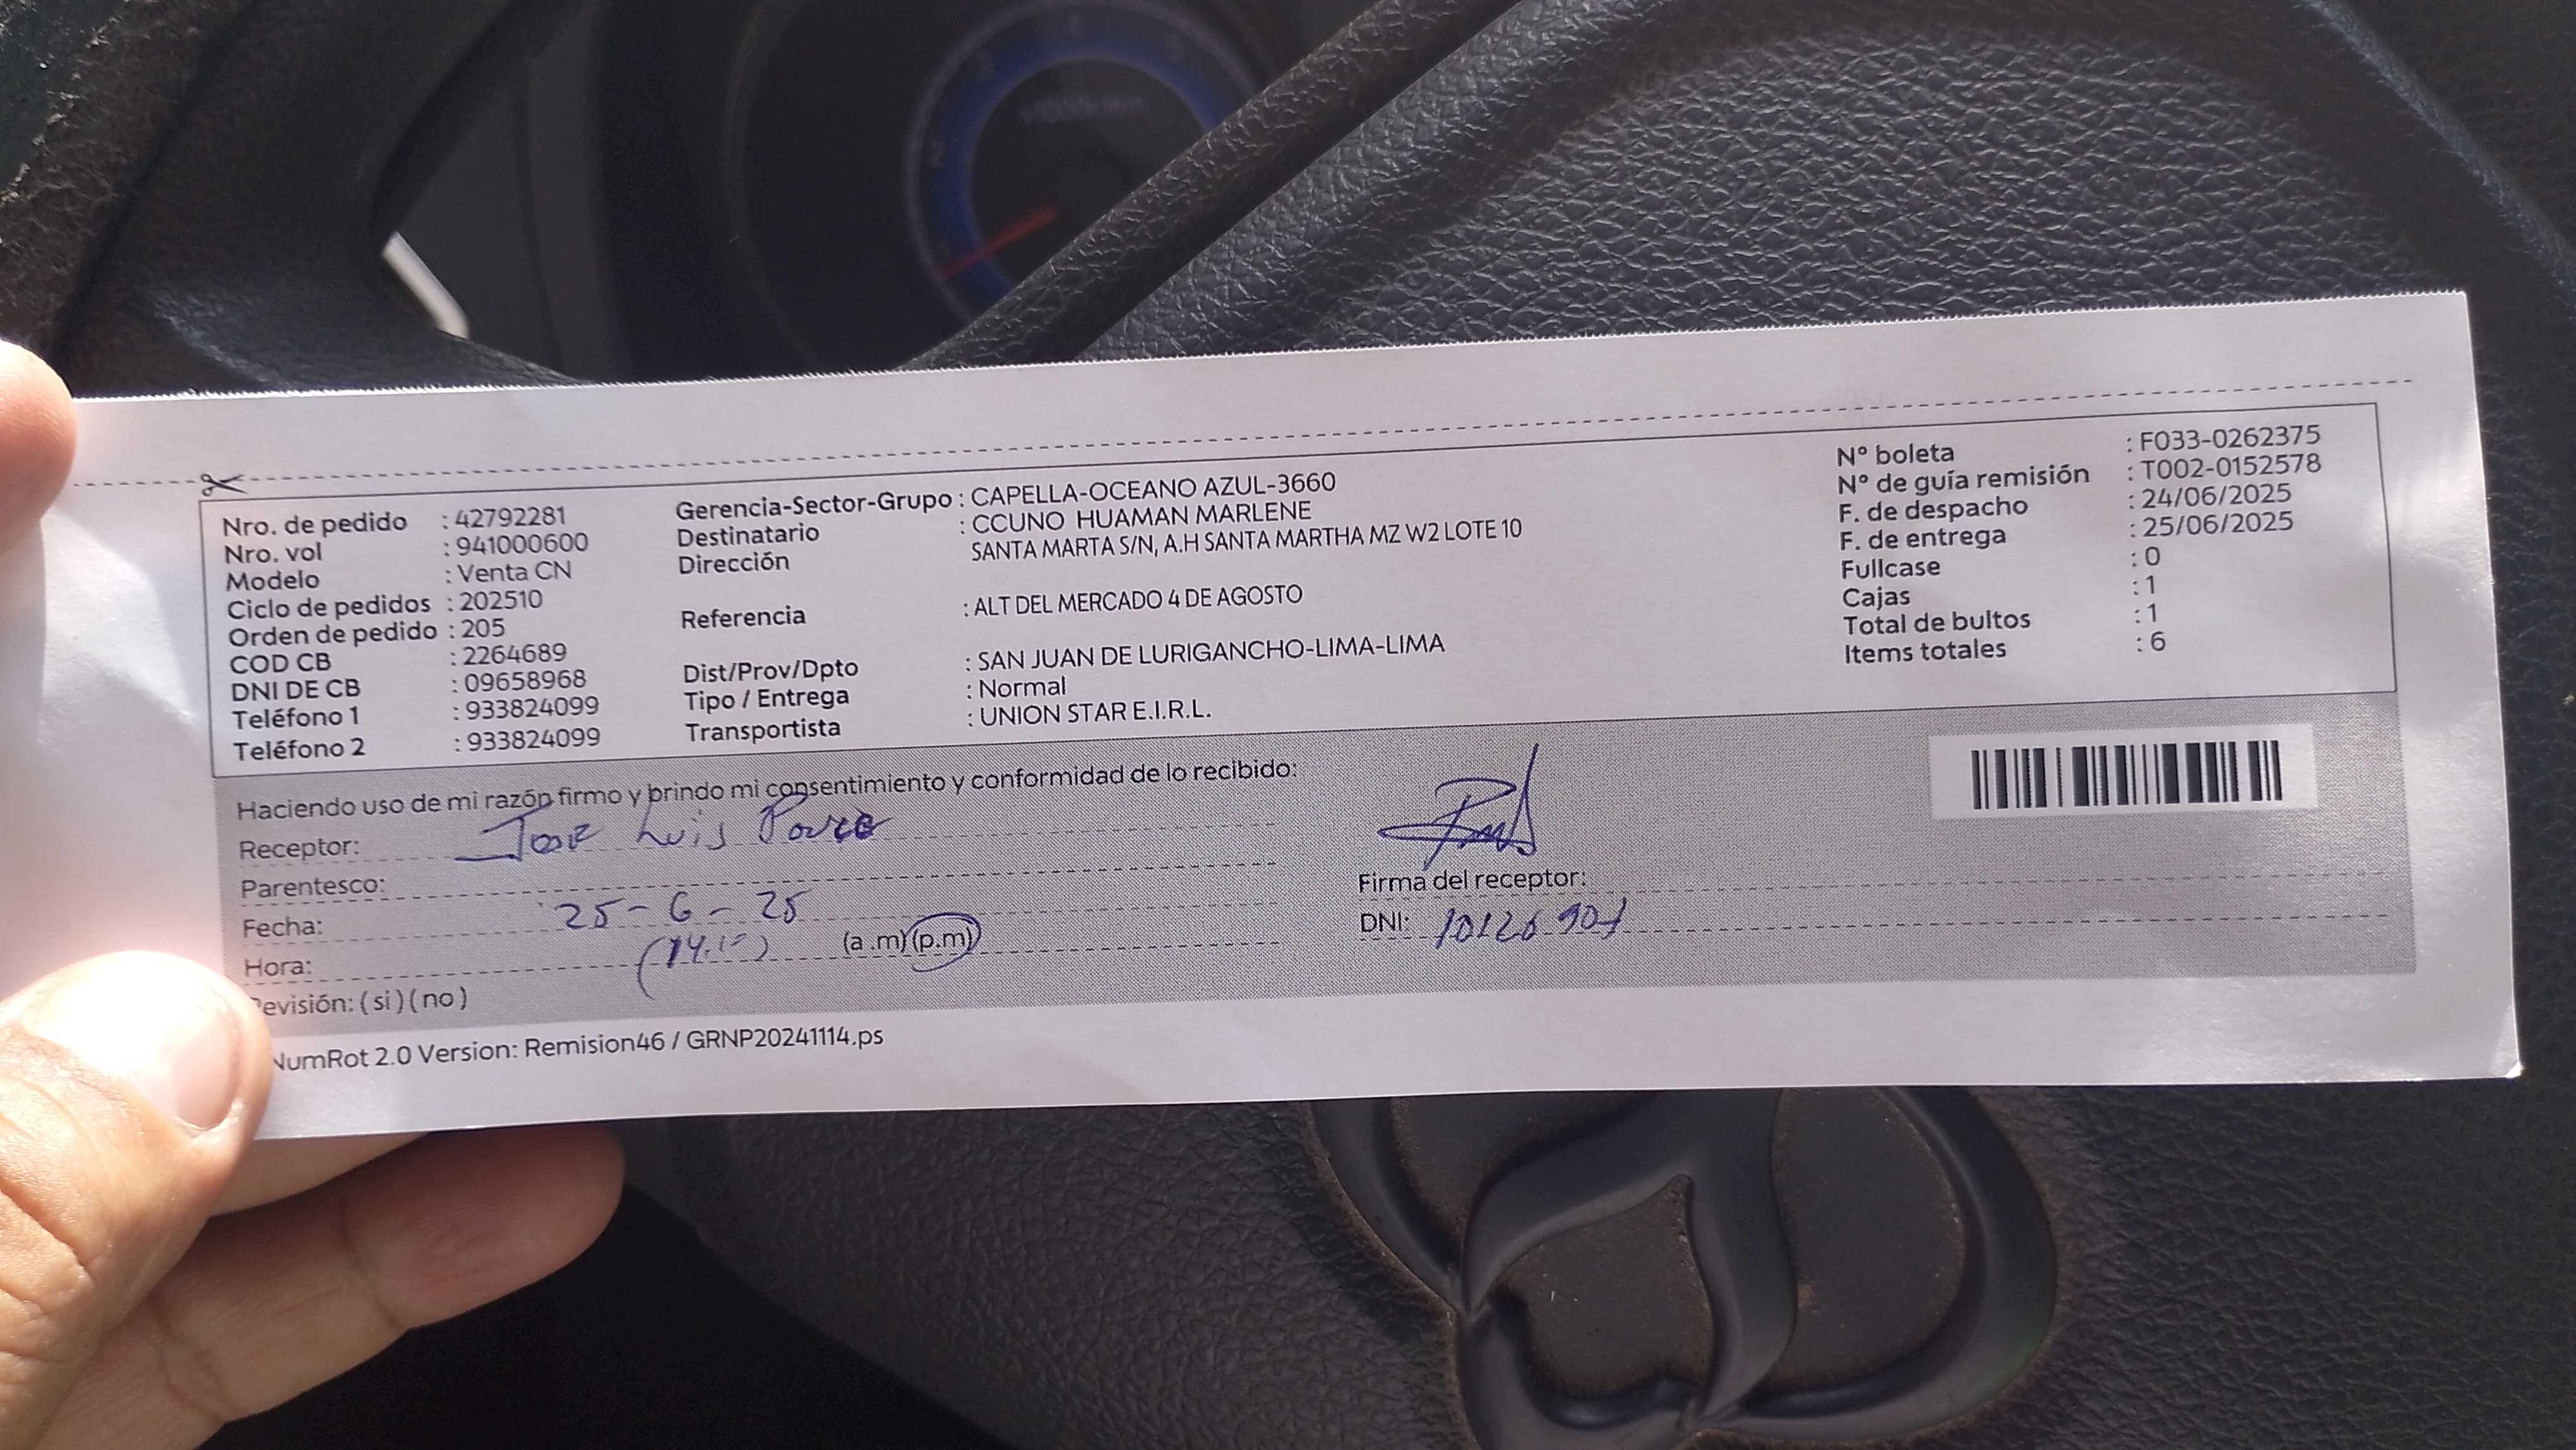 Nro. de pedido : 42792281
Nro. vol : 941000600
Modelo : Venta CN
Ciclo de pedidos : 202510
Orden de pedido : 205
COD CB : 2264689
DNI DE CB : 09658968
Teléfono 1 : 933824099
Teléfono 2 : 933824099
Gerencia-Sector-Grupo : CAPELLA-OCEANO AZUL-3660
Destinatario : CCUNO HUAMAN MARLENE
Dirección SANTA MARTA S/N, A.H SANTA MARTHA MZ W2 LOTE 10
Referencia : ALT DEL MERCADO 4 DE AGOSTO
Dist/Prov/Dpto : SAN JUAN DE LURIGANCHO-LIMA-LIMA
Tipo / Entrega : Normal
Transportista : UNION STAR E.I.R.L.
N° boleta : F033-0262375
N° de guía remisión : T002-0152578
F. de despacho : 24/06/2025
F. de entrega : 25/06/2025
Fullcase : 0
Cajas : 1
Total de bultos : 1
Items totales : 6
Haciendo uso de mi razón firmo y brindo mi consentimiento y conformidad de lo recibido:
Receptor: Jose Luis
Parentesco:
Fecha: 25-6-25
Hora: (a.m) (p.m)
Revisión: (si) (no)
Firma del receptor:
DNI:
NumRot 2.0 Version: Remision46 / GRNP20241114.ps